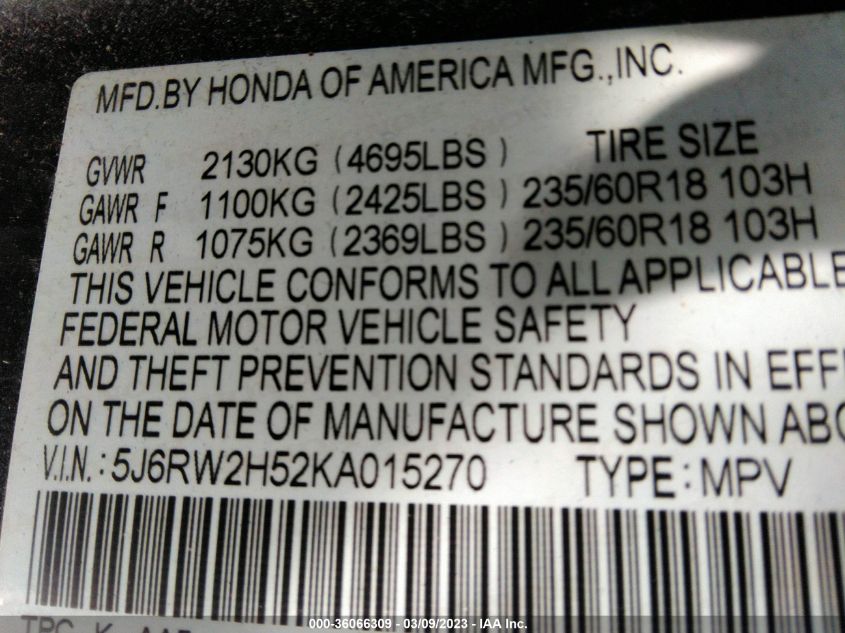 MFD.BY HONDA OF AMERICA MFG.,INC.
TIRE SIZE
GVWR 2130KG (4695LBS)
GAWR F 1100KG (2425LBS) 235/60R18 103H
GAWR R 1075KG (2369LBS) 235/60R18 103H
THIS VEHICLE CONFORMS TO ALL APPLICABLE
FEDERAL MOTOR VEHICLE SAFETY
AND THEFT PREVENTION STANDARDS IN EFF
ON THE DATE OF MANUFACTURE SHOWN ABO
V.I.N.: 5J6RW2H52KA015270 TYPE: MPV
000-36066309 - 03/09/2023 - IAA Inc.